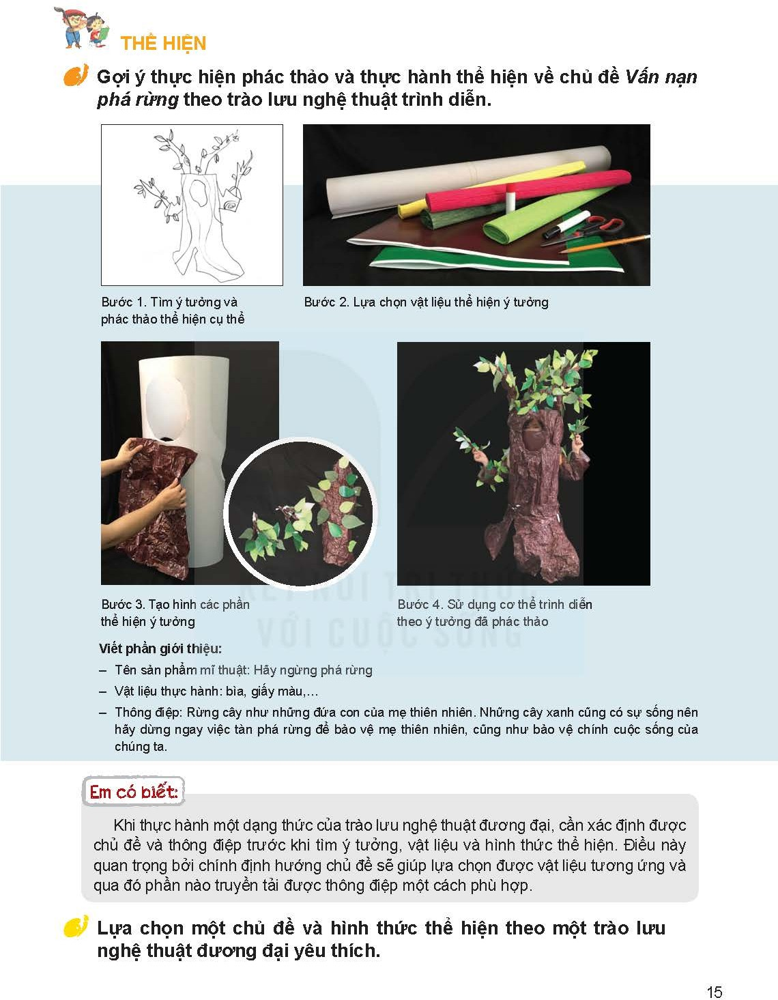 THỂ HIỆN
Gợi ý thực hiện phác thảo và thực hành thể hiện về chủ đề Vấn nạn
phá rừng theo trào lưu nghệ thuật trình diễn.
Bước 1. Tìm ý tưởng và
phác thảo thể hiện cụ thể
Bước 2. Lựa chọn vật liệu thể hiện ý tưởng
Bước 3. Tạo hình các phần
thể hiện ý tưởng
Bước 4. Sử dụng cơ thể trình diễn
theo ý tưởng đã phác thảo
KẾT NỐI TRI THỨC
VỚI CUỘC SỐNG
Viết phần giới thiệu:
– Tên sản phẩm mĩ thuật: Hãy ngừng phá rừng
– Vật liệu thực hành: bìa, giấy màu,...
– Thông điệp: Rừng cây như những đứa con của mẹ thiên nhiên. Những cây xanh cũng có sự sống nên
hãy dừng ngay việc tàn phá rừng để bảo vệ mẹ thiên nhiên, cũng như bảo vệ chính cuộc sống của
chúng ta.
Em có biết:
Khi thực hành một dạng thức của trào lưu nghệ thuật đương đại, cần xác định được
chủ đề và thông điệp trước khi tìm ý tưởng, vật liệu và hình thức thể hiện. Điều này
quan trọng bởi chính định hướng chủ đề sẽ giúp lựa chọn được vật liệu tương ứng và
qua đó phần nào truyền tải được thông điệp một cách phù hợp.
Lựa chọn một chủ đề và hình thức thể hiện theo một trào lưu
nghệ thuật đương đại yêu thích.
15